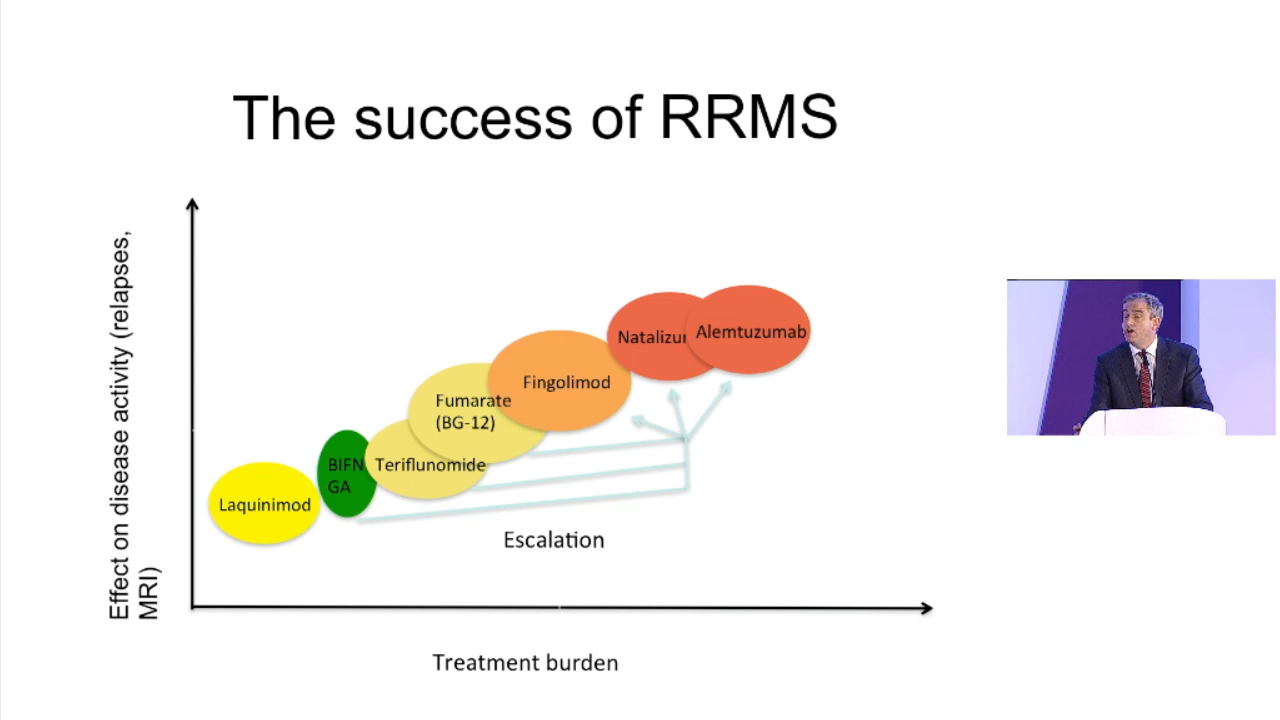 The success of RRMS
Effect on disease activity (relapses,
MRI)
Natalizu
Alemtuzumab
Fingolimod
Fumarate
(BG-12)
BIFN
GA
Teriflunomide
Laquinimod
Escalation
Treatment burden